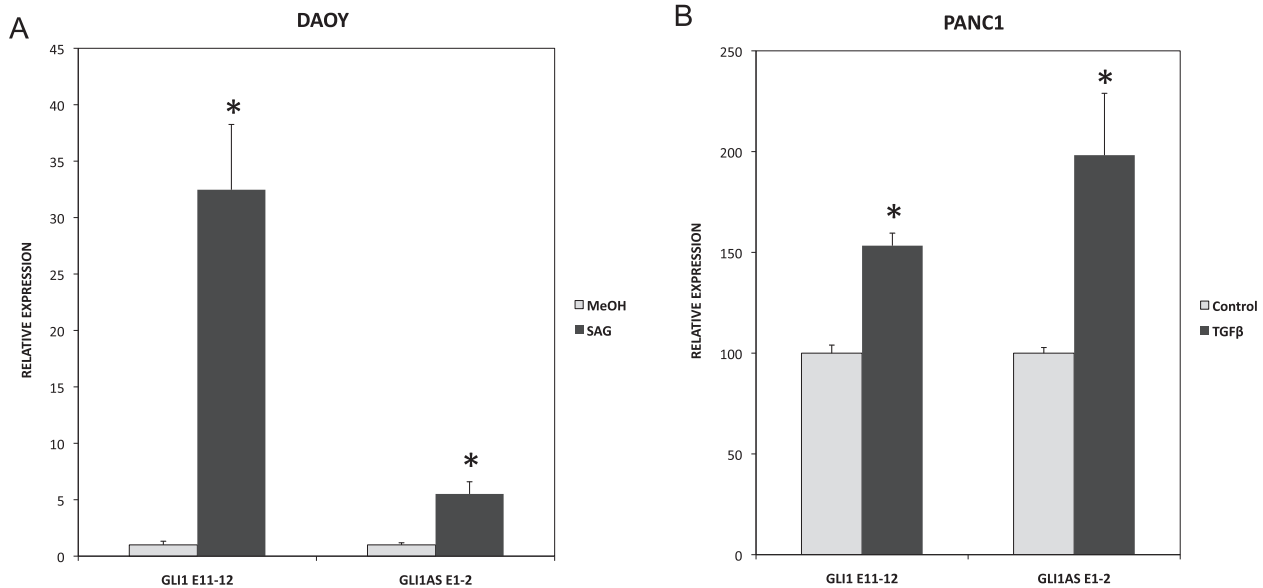 A
DAOY
RELATIVE EXPRESSION
45
40
35
30
25
20
15
10
5
0
*
*
GLI1 E11-12
GLI1AS E1-2
MeOH
SAG
B
PANC1
RELATIVE EXPRESSION
250
200
150
100
50
0
*
*
GLI1 E11-12
GLI1AS E1-2
Control
TGFβ